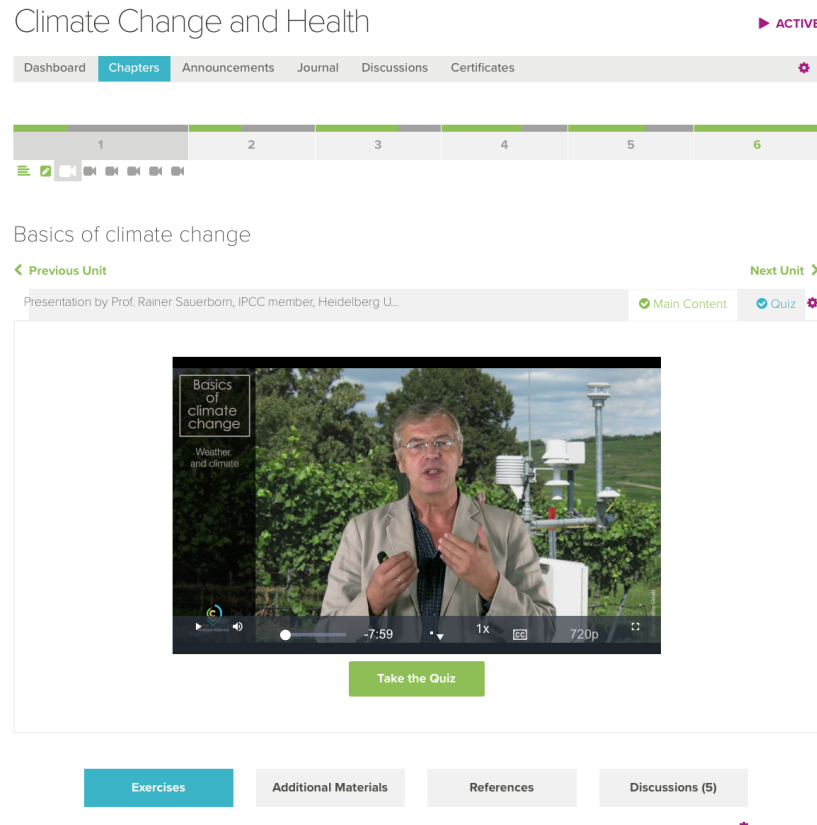 Climate Change and Health
ACTIVE
Dashboard Chapters Announcements Journal Discussions Certificates
1 2 3 4 5 6
Basics of climate change
Previous Unit
Next Unit
Presentation by Prof. Rainer Sauerborn, IPCC member, Heidelberg U...
Main Content
Quiz
Basics
of
climate
change
Weather
and climate
C
-7:59
1x
CC
720p
Take the Quiz
Exercises
Additional Materials
References
Discussions (5)